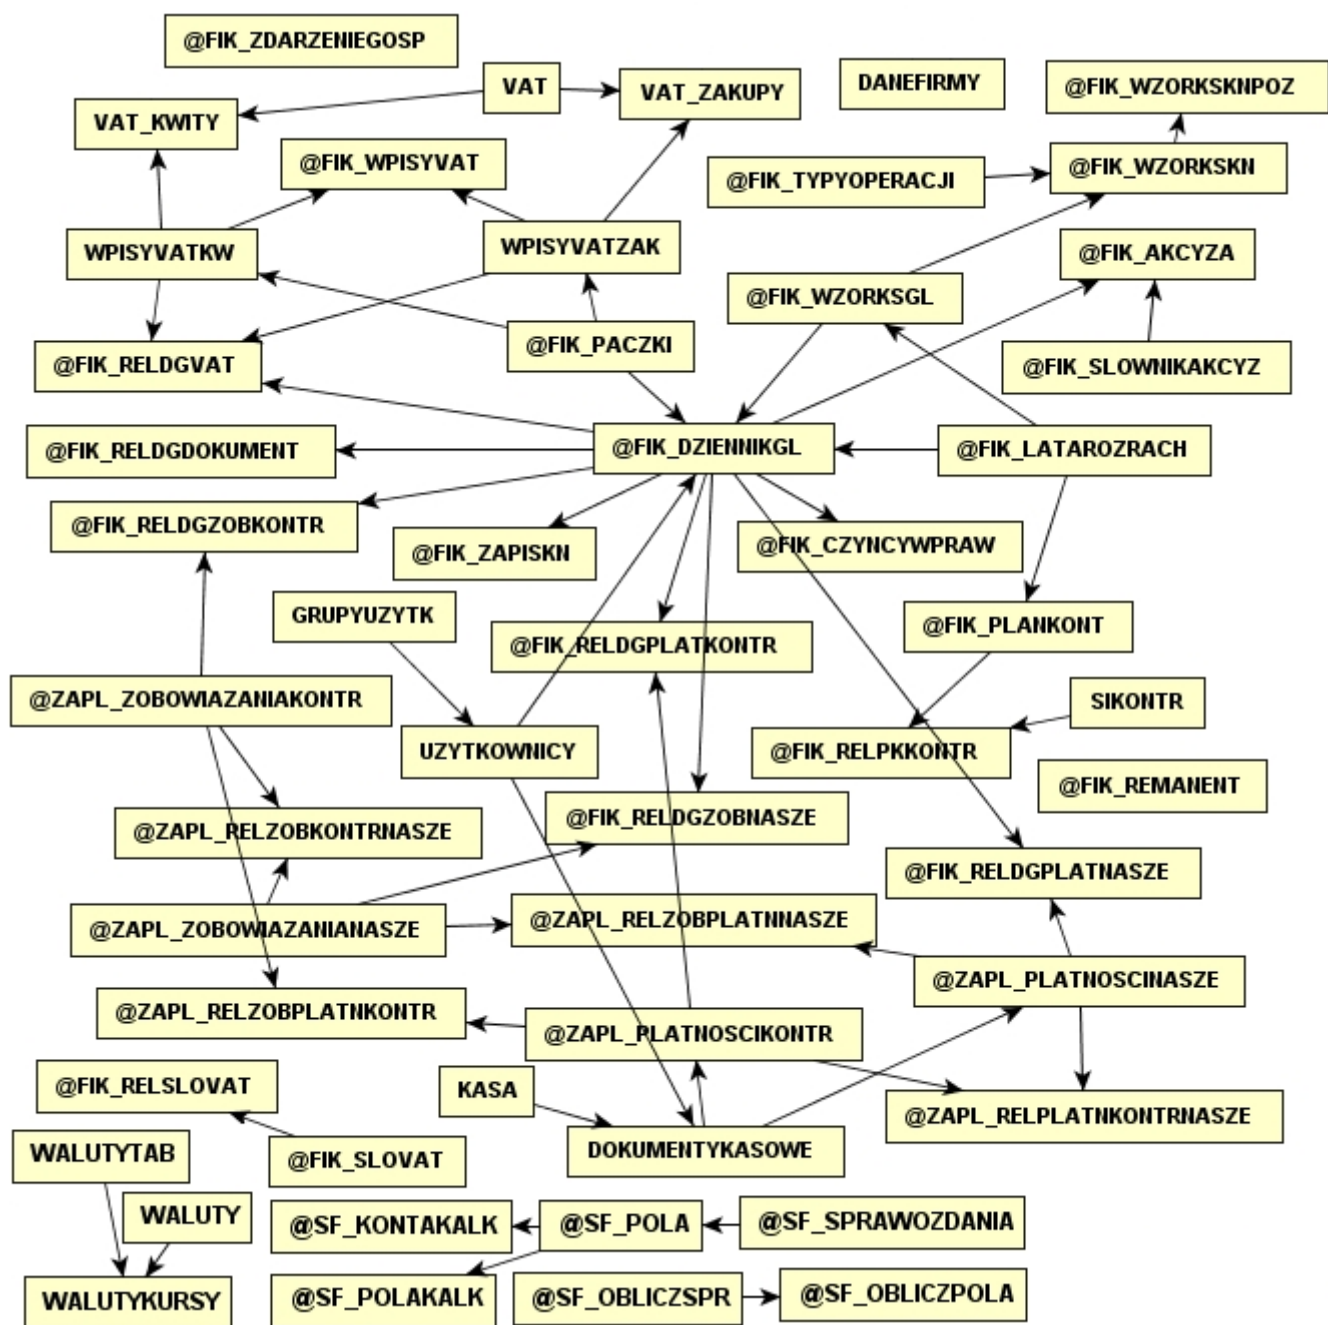 @FIK_ZDARZENIEGOSP
VAT
VAT_ZAKUPY
DANEFIRMY
@FIK_WZORKSKNPOZ
VAT_KWITY
@FIK_WPISYVAT
@FIK_TYPYOPERACJI
@FIK_WZORKSKN
WPISYVATKW
WPISYVATZAK
@FIK_AKCYZA
@FIK_WZORKSGL
@FIK_RELDGVAT
@FIK_PACZKI
@FIK_SLOWNIKAKCYZ
@FIK_RELDGDOKUMENT
@FIK_DZIENNIKGL
@FIK_LATAROZRACH
@FIK_RELDGZOBKONTR
@FIK_ZAPISKN
@FIK_CZYNCYWPRAW
GRUPYUZYTK
@FIK_RELDGPLATKONTR
@FIK_PLANKONT
@ZAPL_ZOBOWIAZANIAKONTR
SIKONTR
UZYTKOWNICY
@FIK_RELPKKONTR
@FIK_REMANENT
@ZAPL_RELZOBKONTRNASZE
@FIK_RELDGZOBNASZE
@FIK_RELDGPLATNASZE
@ZAPL_ZOBOWIAZANIANASZE
@ZAPL_RELZOBPLATNNASZE
@ZAPL_PLATNOSCINASZE
@ZAPL_RELZOBPLATNKONTR
@ZAPL_PLATNOSCIKONTR
@FIK_RELSLOVAT
KASA
@ZAPL_RELPLATNKONTRNASZE
WALUTYTAB
@FIK_SLOVAT
DOKUMENTYKASOWE
WALUTY
@SF_KONTAKALK
@SF_POLA
@SF_SPRAWOZDANIA
WALUTYKURSY
@SF_POLAKALK
@SF_OBLICZSPR
@SF_OBLICZPOLA